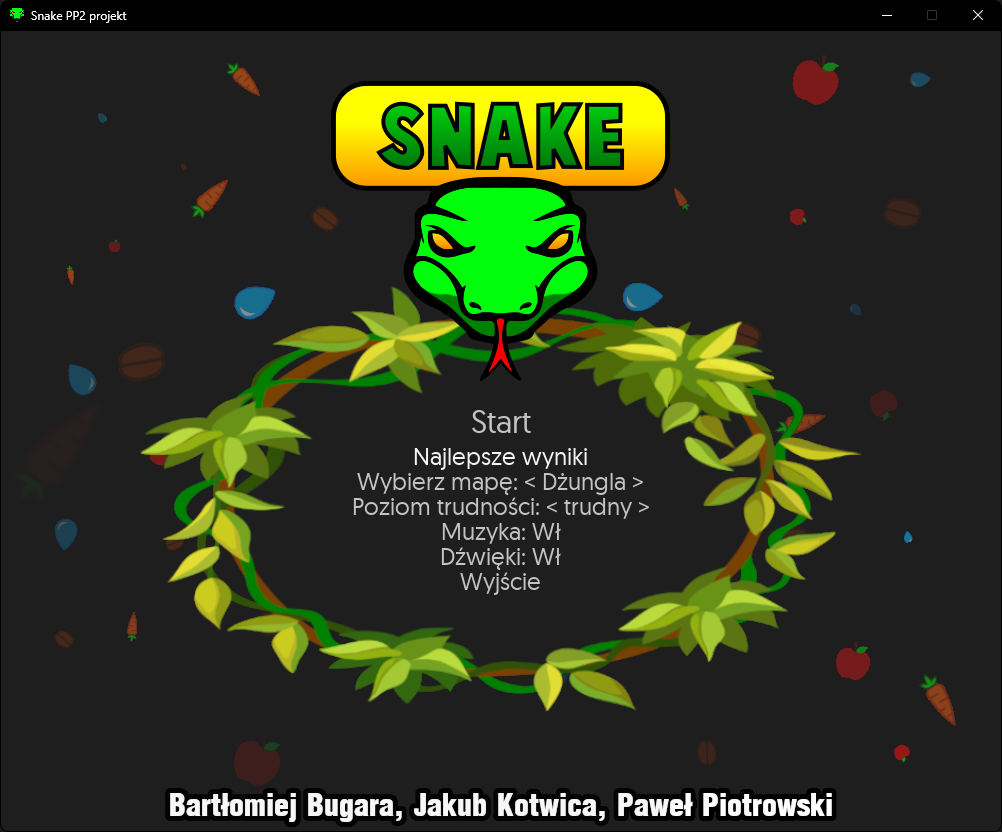 Snake PP2 projekt
SNAKE
Start
Najlepsze wyniki
Wybierz mapę: < Dżungla >
Poziom trudności: < trudny >
Muzyka: Wł
Dźwięki: Wł
Wyjście
Bartłomiej Bugara, Jakub Kotwica, Paweł Piotrowski